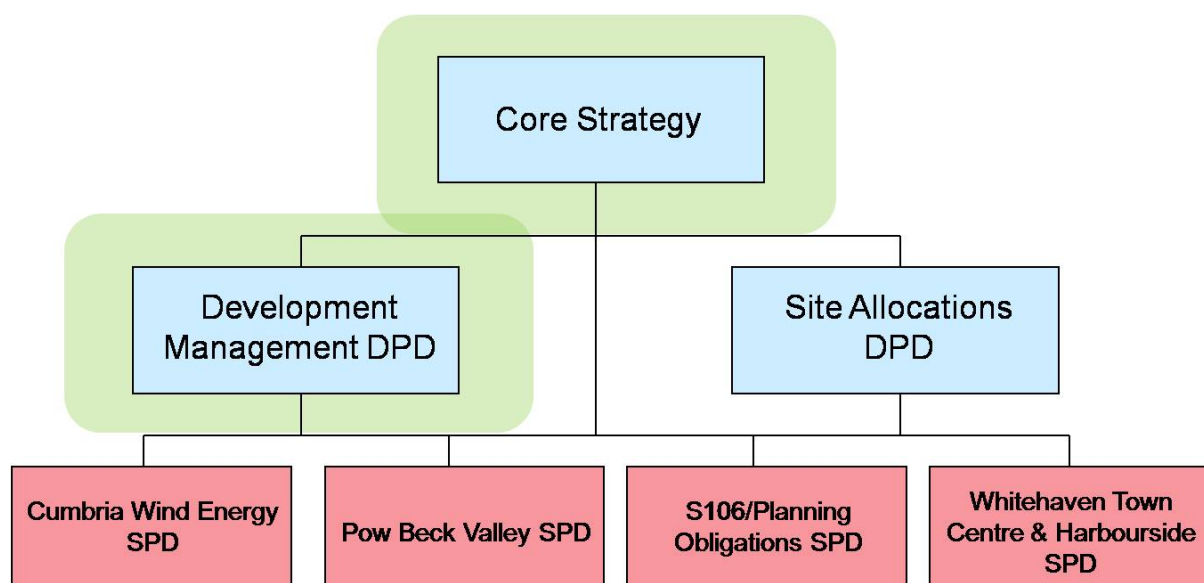 Core Strategy
Development
Management DPD
Site Allocations
DPD
Cumbria Wind Energy
SPD
Pow Beck Valley SPD
S106/Planning
Obligations SPD
Whitehaven Town
Centre & Harbourside
SPD